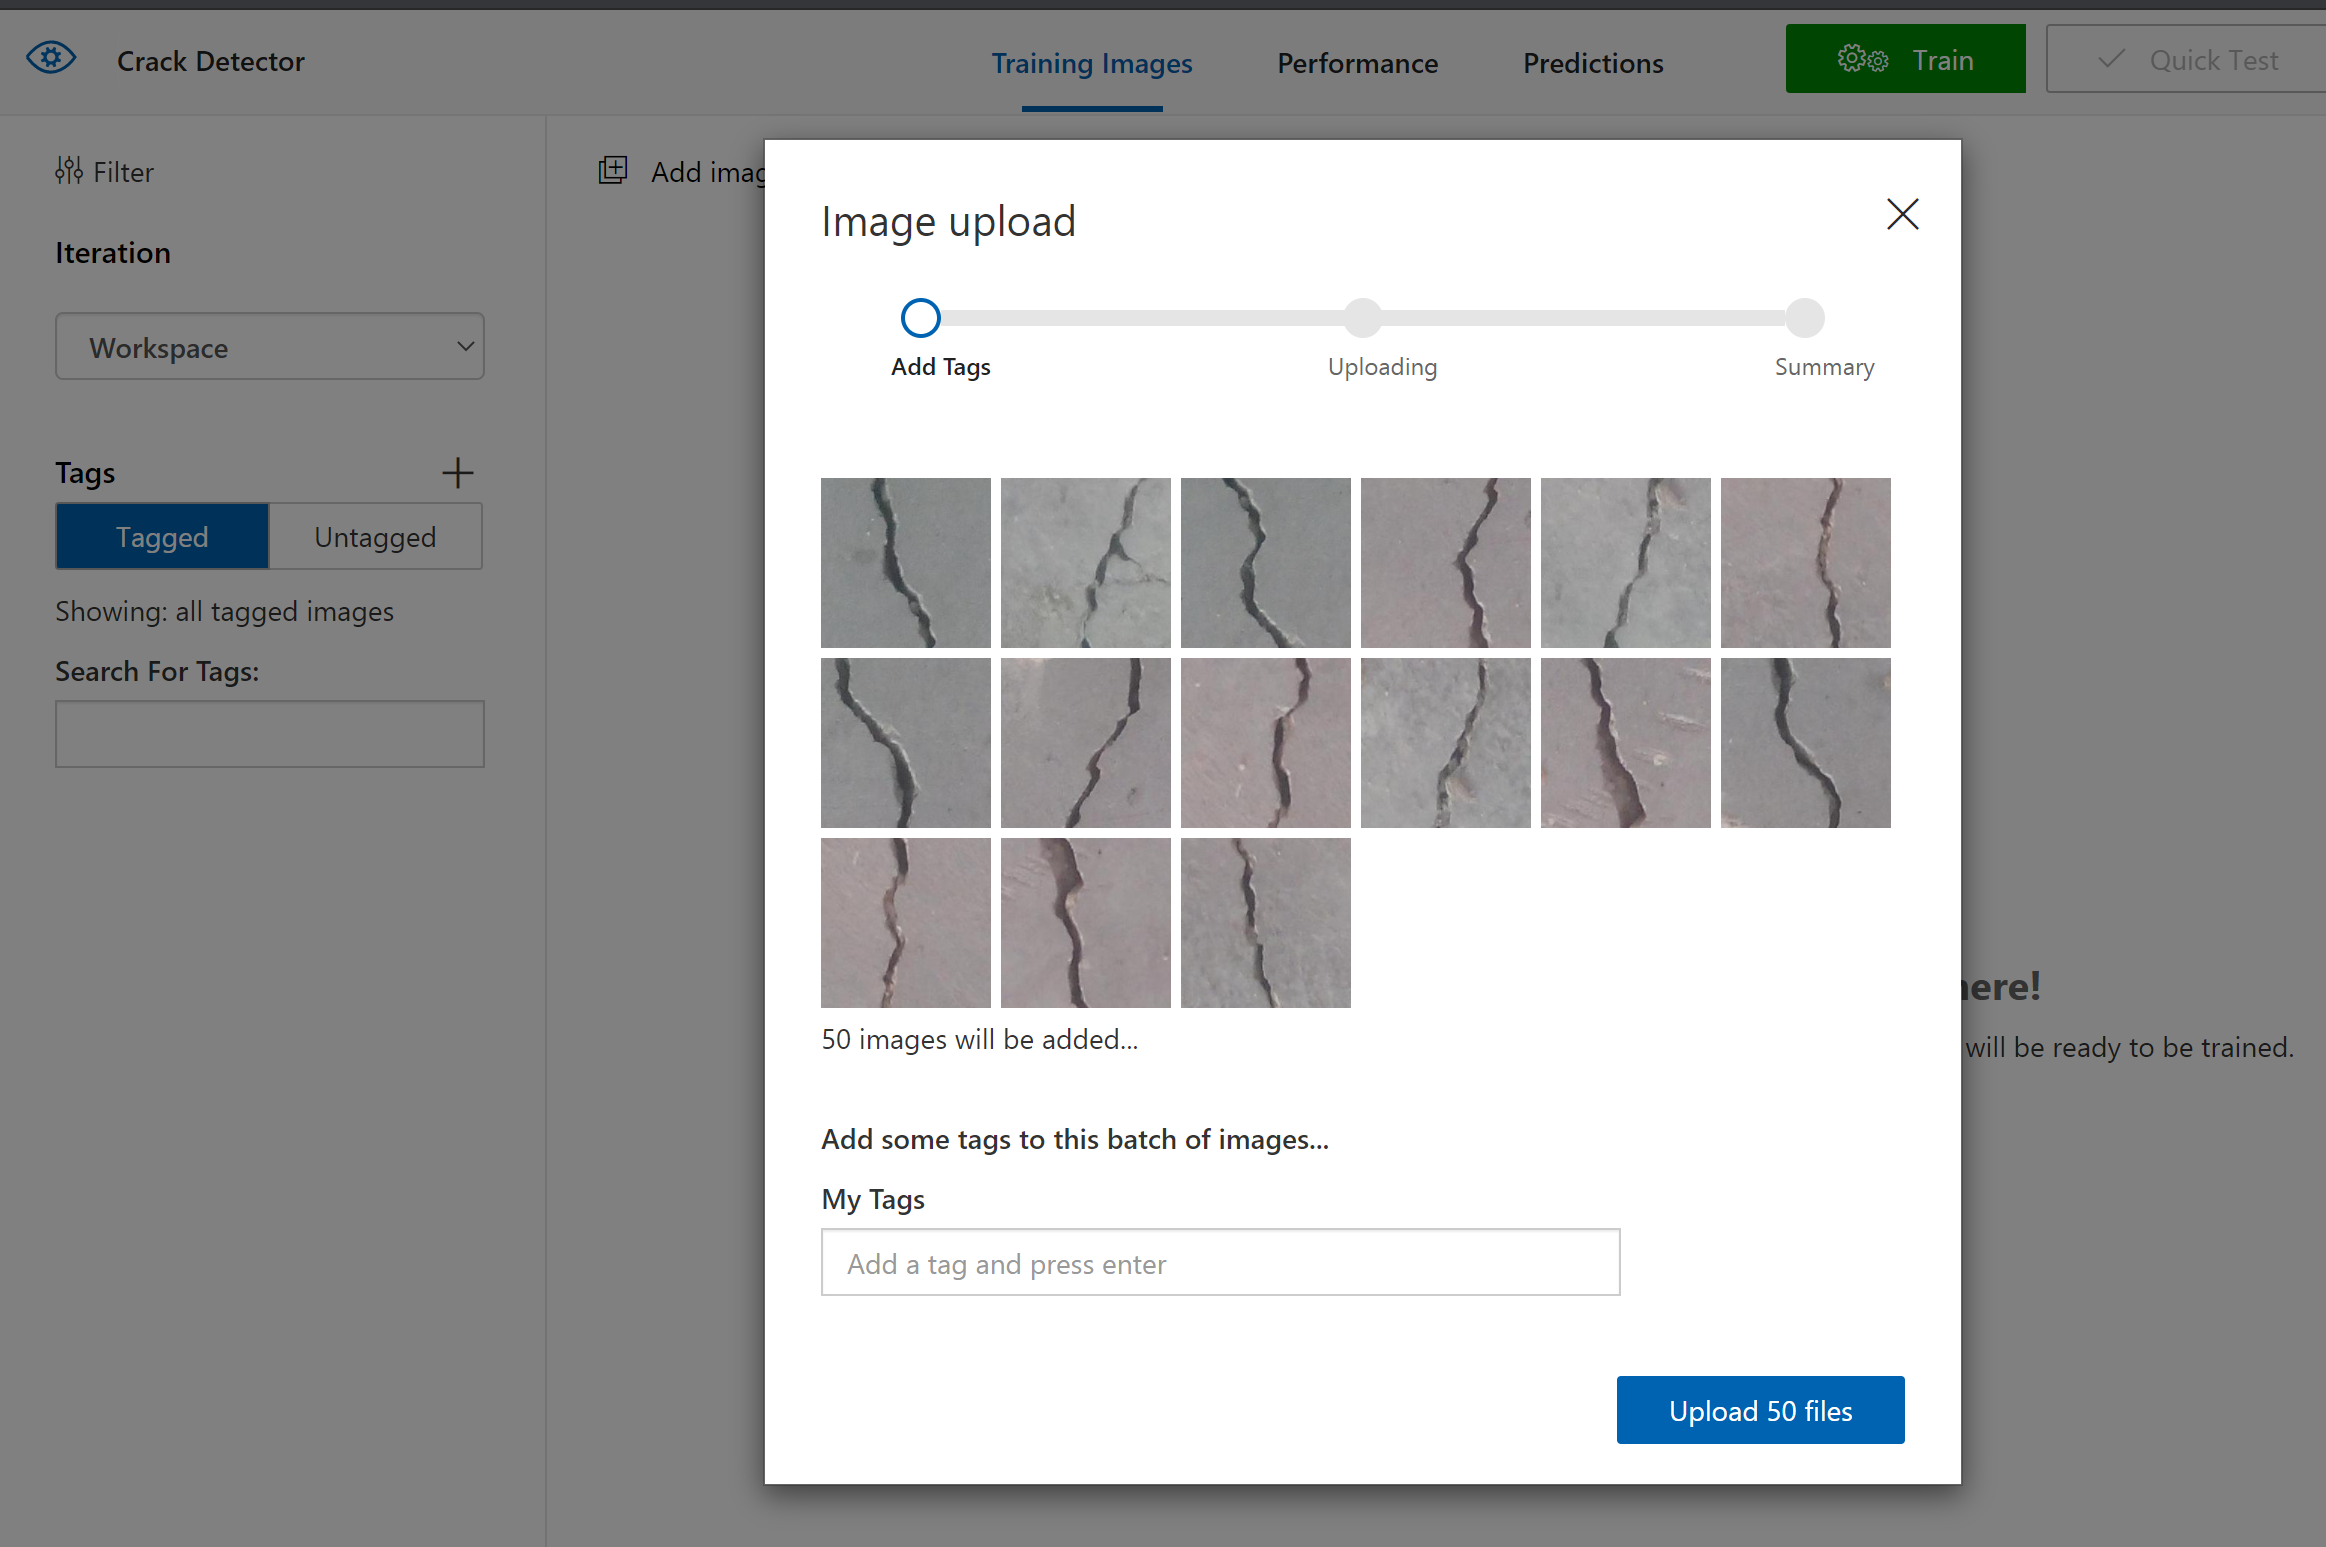 Crack Detector
Training Images
Performance
Predictions
Train
Quick Test
Filter
Add imag
Iteration
Workspace
Tags
Tagged
Untagged
Showing: all tagged images
Search For Tags:
Image upload
Add Tags
Uploading
Summary
50 images will be added...
Add some tags to this batch of images...
My Tags
Add a tag and press enter
Upload 50 files
here!
will be ready to be trained.